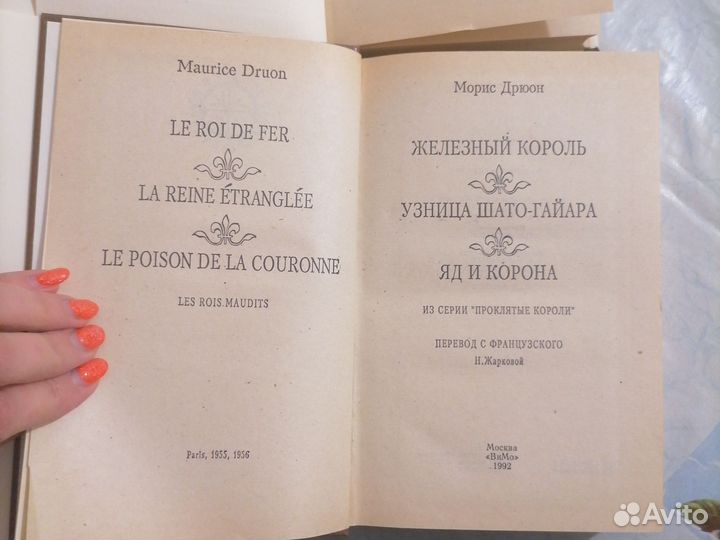 Maurice Druon
LE ROI DE FER
LA REINE ÉTRANGLÉE
LE POISON DE LA COURONNE
LES ROIS MAUDITS
Paris, 1955, 1956
Морис Дрюон
ЖЕЛЕЗНЫЙ КОРОЛЬ
УЗНИЦА ШАТО-ГАЙАРА
ЯД И КОРОНА
ИЗ СЕРИИ "ПРОКЛЯТЫЕ КОРОЛИ"
ПЕРЕВОД С ФРАНЦУЗСКОГО
Н.Жарковой
Москва
«ВиМо»
1992
Avito